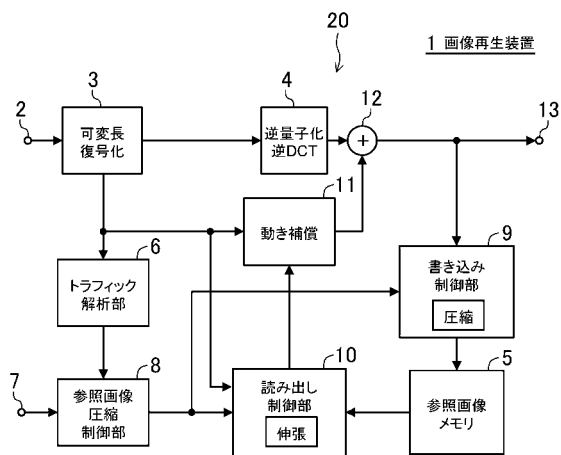 20
1 画像再生装置
3
4
12
2
13
可変長
復号化
逆量子化
逆DCT
+
11
動き補償
6
9
トラフィック
解析部
書き込み
制御部
圧縮
7
8
10
5
参照画像
圧縮
制御部
読み出し
制御部
伸張
参照画像
メモリ